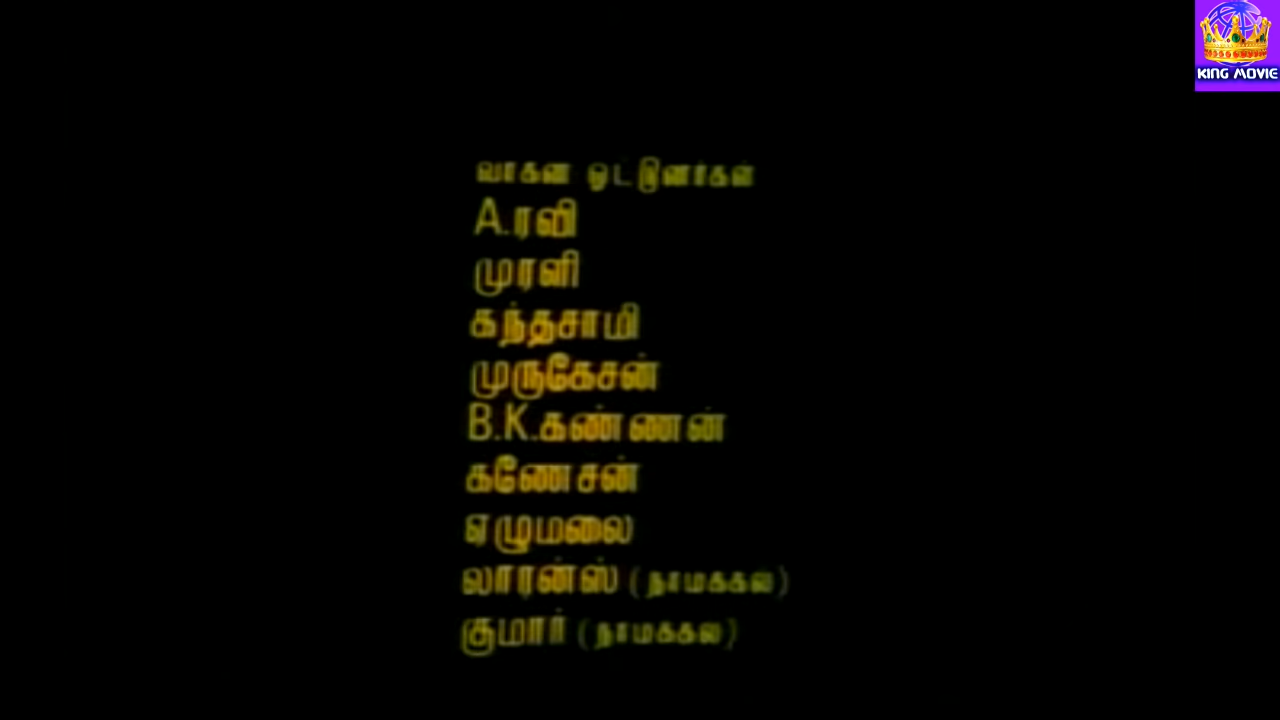 KING MOVIE
வாகன ஓட்டுனர்கள்
A.ரவி
முரளி
கந்தசாமி
முருகேசன்
B.K.கண்ணன்
கணேசன்
ஏழுமலை
லாரன்ஸ் (நாமக்கல்)
குமார் (நாமக்கல்)